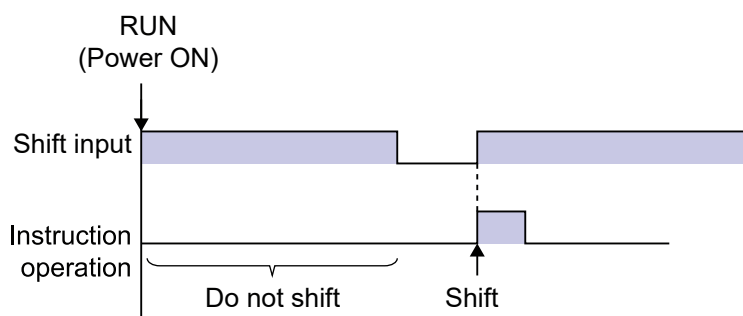 RUN
(Power ON)
Shift input
Instruction
operation
Do not shift
Shift